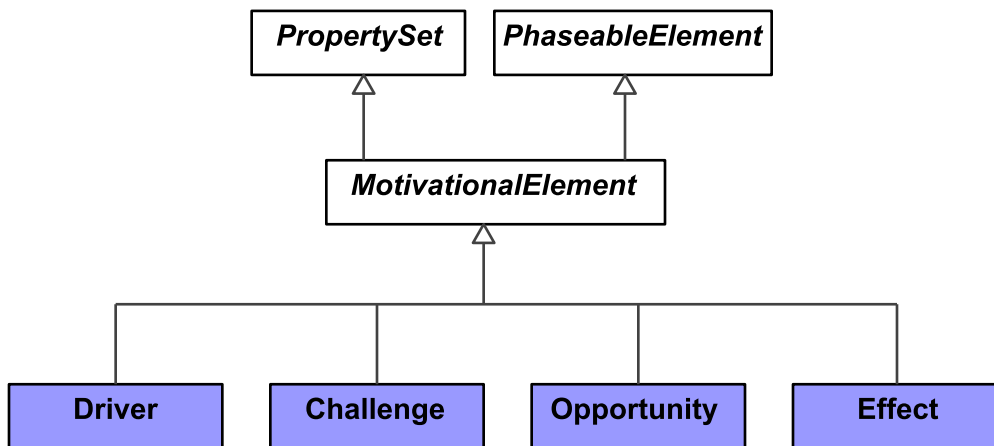 PropertySet
PhaseableElement
MotivationalElement
Driver
Challenge
Opportunity
Effect